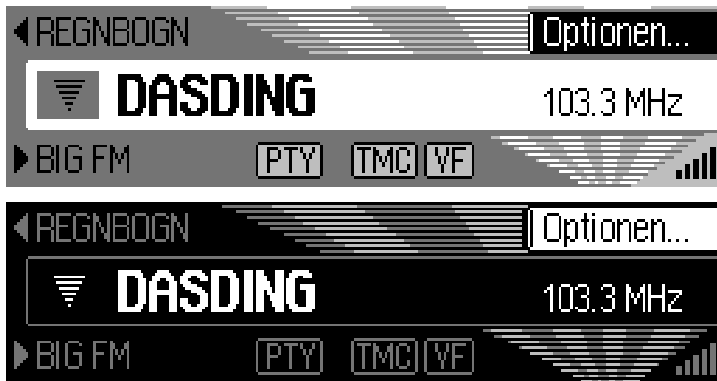 REGNBOGN Optionen...
DASDING 103.3 MHz
BIG FM PTY TMC VF
REGNBOGN Optionen...
DASDING 103.3 MHz
BIG FM PTY TMC VF